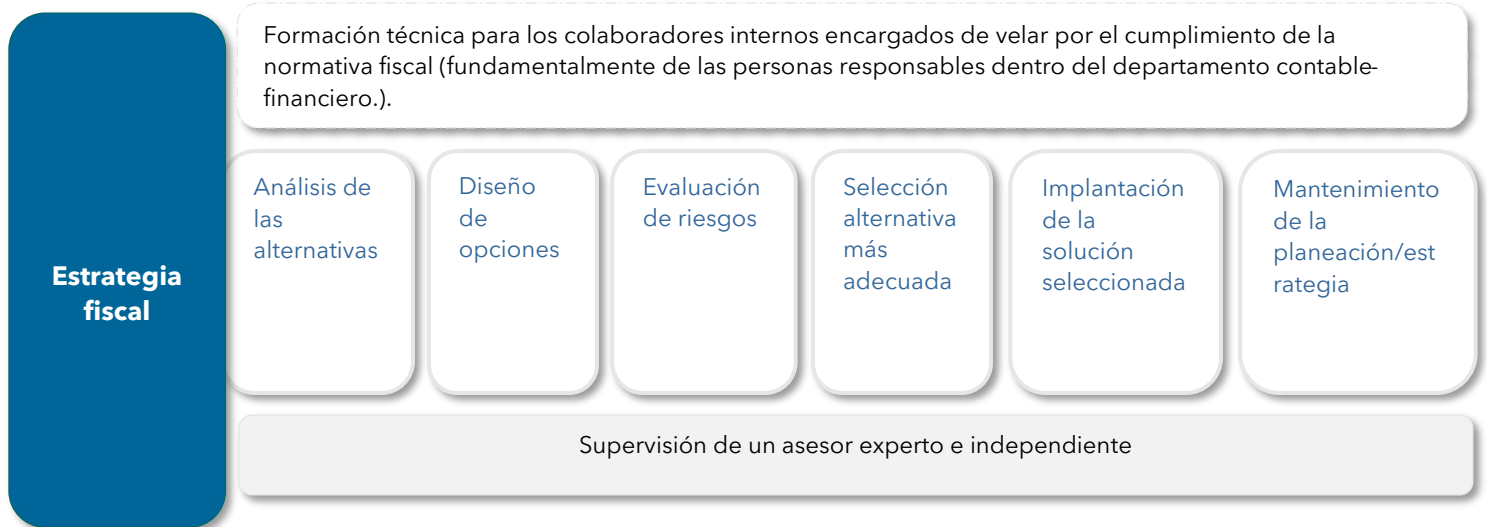 Estrategia
fiscal
Formación técnica para los colaboradores internos encargados de velar por el cumplimiento de la
normativa fiscal (fundamentalmente de las personas responsables dentro del departamento contable-
financiero.).
Análisis de
las
alternativas
Diseño
de
opciones
Evaluación
de riesgos
Selección
alternativa
más
adecuada
Implantación
de la
solución
seleccionada
Mantenimiento
de la
planeación/est
rategia
Supervisión de un asesor experto e independiente